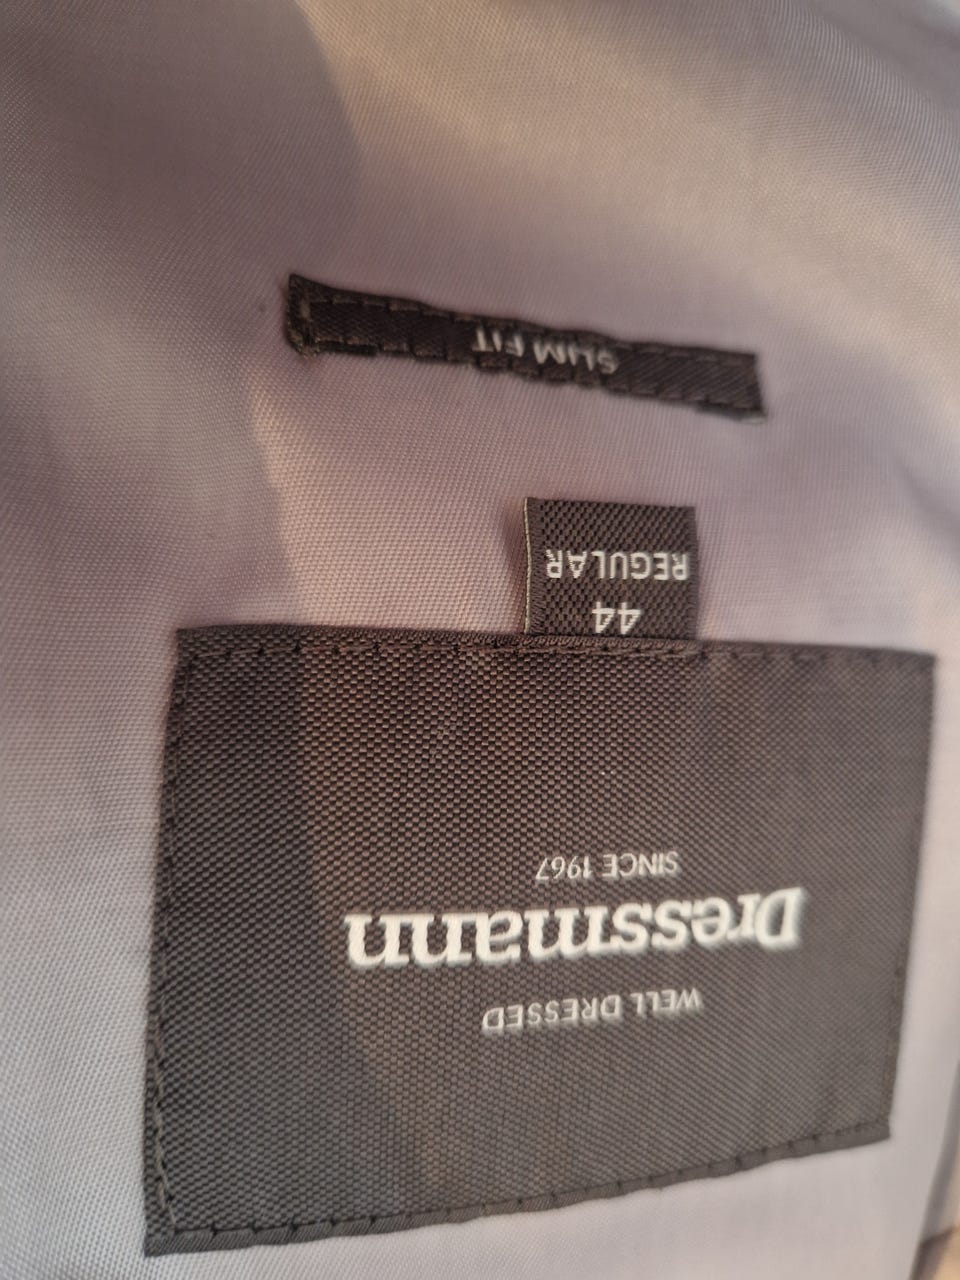 WELL DRESSED
Dressmann
SINCE 1967
44
REGULAR
SLIM FIT